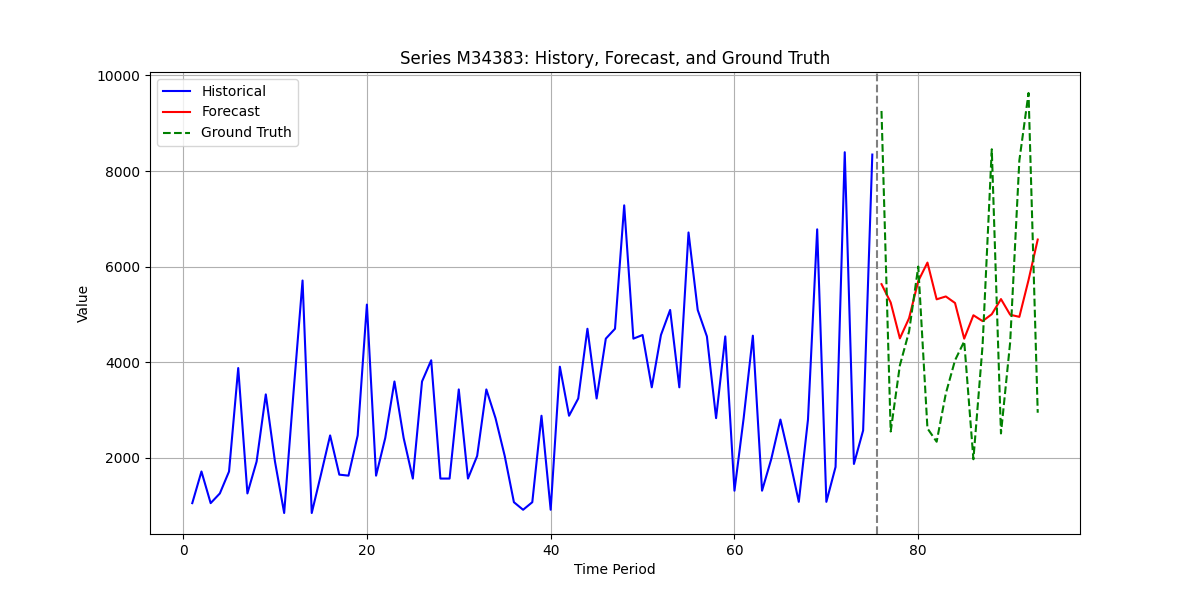 Series M34383: History, Forecast, and Ground Truth
10000
8000
6000
4000
2000
Value
Historical
Forecast
Ground Truth
0
20
40
60
80
Time Period